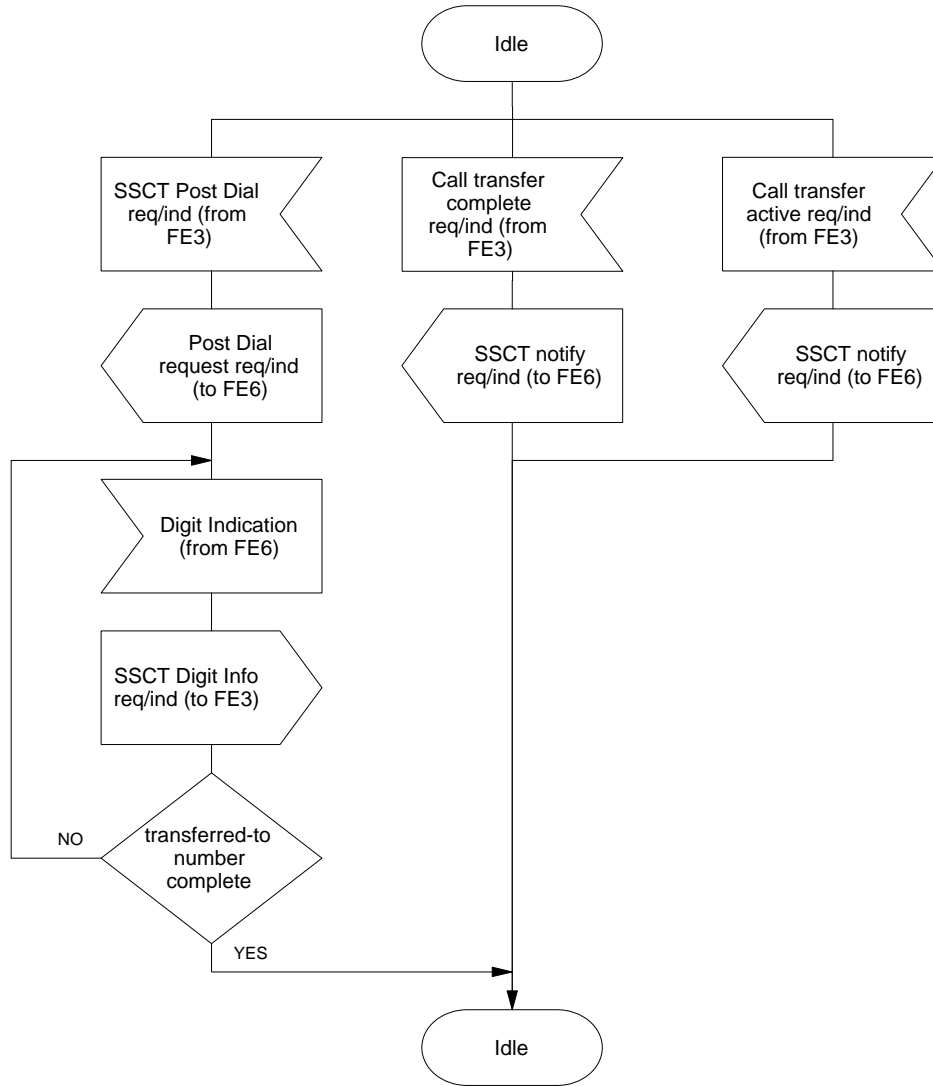 Idle
SSCT Post Dial
req/ind (from
FE3)
Call transfer
complete
req/ind (from
FE3)
Call transfer
active req/ind
(from FE3)
Post Dial
request req/ind
(to FE6)
SSCT notify
req/ind (to FE6)
SSCT notify
req/ind (to FE6)
Digit Indication
(from FE6)
SSCT Digit Info
req/ind (to FE3)
transferred-to
number
complete
NO
YES
Idle